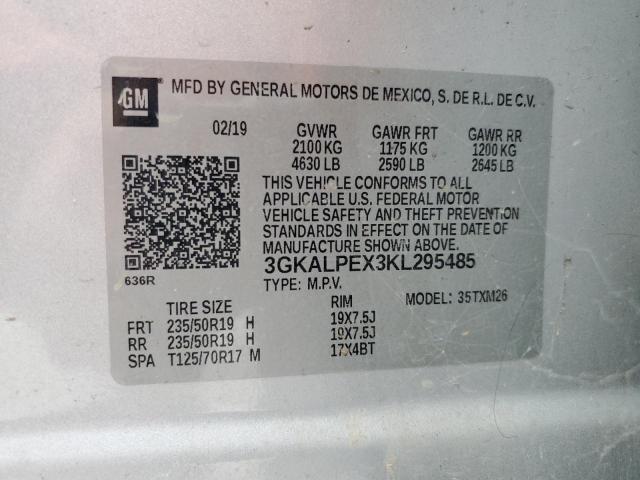 GM
MFD BY GENERAL MOTORS DE MEXICO, S. DE R.L. DE C.V.
02/19 GVWR GAWR FRT GAWR RR
2100 KG 1175 KG 1200 KG
4630 LB 2590 LB 2645 LB
THIS VEHICLE CONFORMS TO ALL
APPLICABLE U.S. FEDERAL MOTOR
VEHICLE SAFETY AND THEFT PREVENTION
STANDARDS IN EFFECT ON THE DATE OF
MANUFACTURE SHOWN ABOVE.
3GKALPEX3KL295485
636R
TYPE: M.P.V. MODEL: 35TXM26
TIRE SIZE RIM
FRT 235/50R19 H 19X7.5J
RR 235/50R19 H 19X7.5J
SPA T125/70R17 M 17X4BT